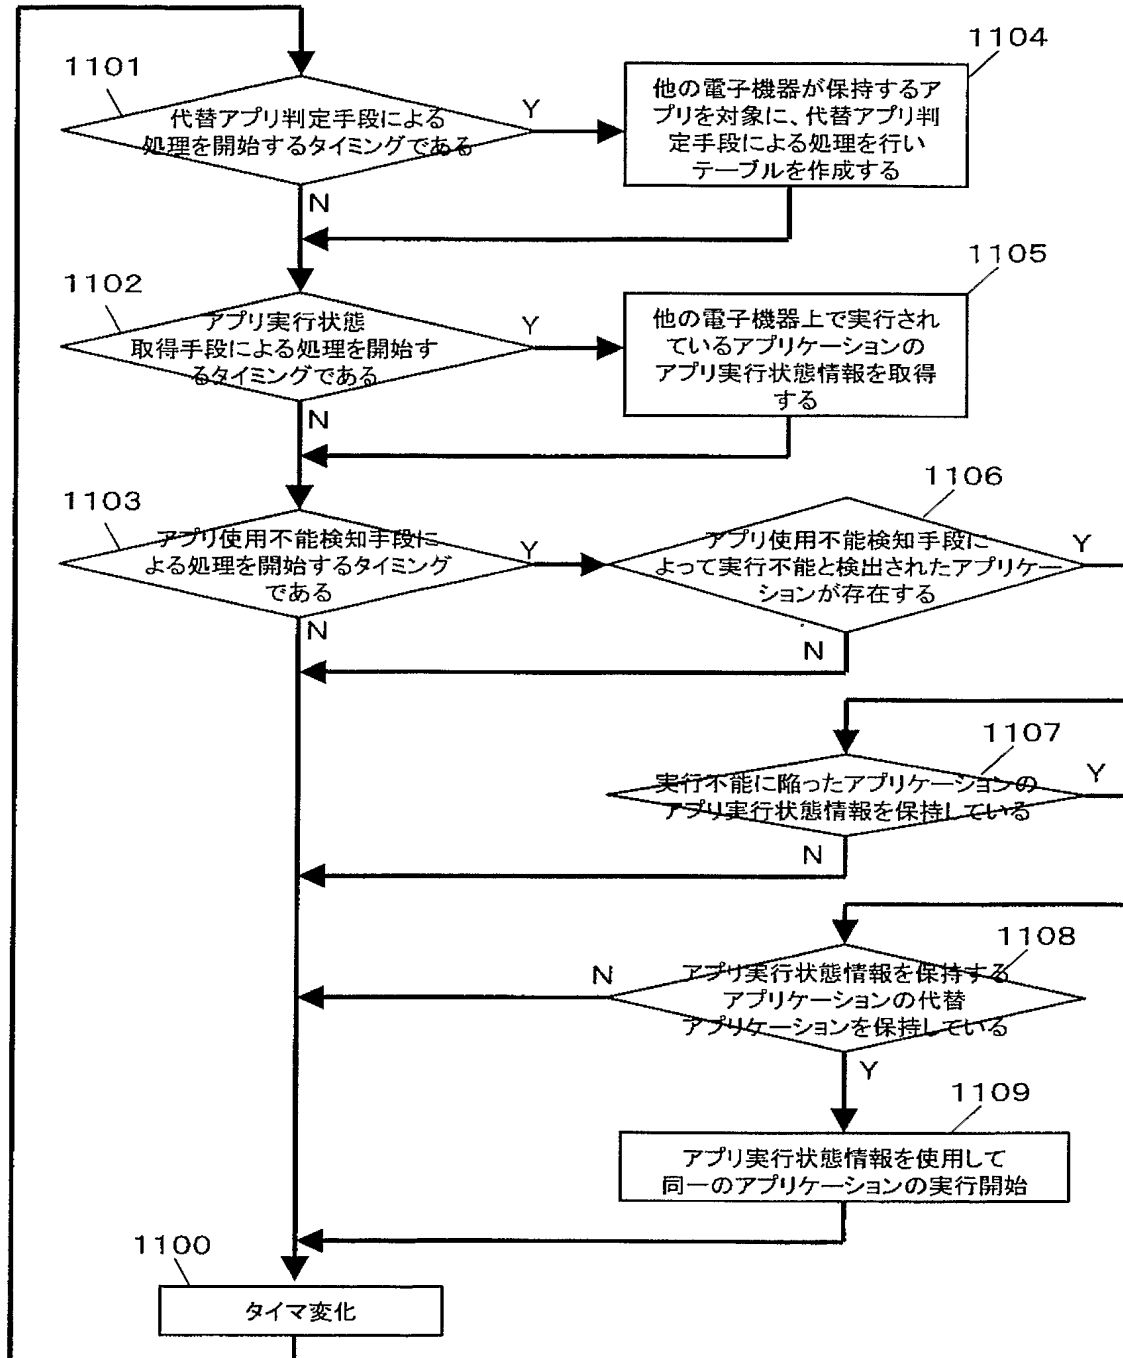 1101
代替アプリ判定手段による
処理を開始するタイミングである
Y
N
1104
他の電子機器が保持するア
プリを対象に、代替アプリ判
定手段による処理を行い
テーブルを作成する
1102
アプリ実行状態
取得手段による処理を開始す
るタイミングである
Y
N
1105
他の電子機器上で実行され
ているアプリケーションの
アプリ実行状態情報を取得
する
1103
アプリ使用不能検知手段に
よる処理を開始するタイミング
である
Y
N
1106
アプリ使用不能検知手段に
よって実行不能と検出されたアプリケー
ションが存在する
Y
N
1107
実行不能に陥ったアプリケーションの
アプリ実行状態情報を保持している
Y
N
1108
アプリ実行状態情報を保持する
アプリケーションの代替
アプリケーションを保持している
N
Y
1109
アプリ実行状態情報を使用して
同一のアプリケーションの実行開始
1100
タイマ変化